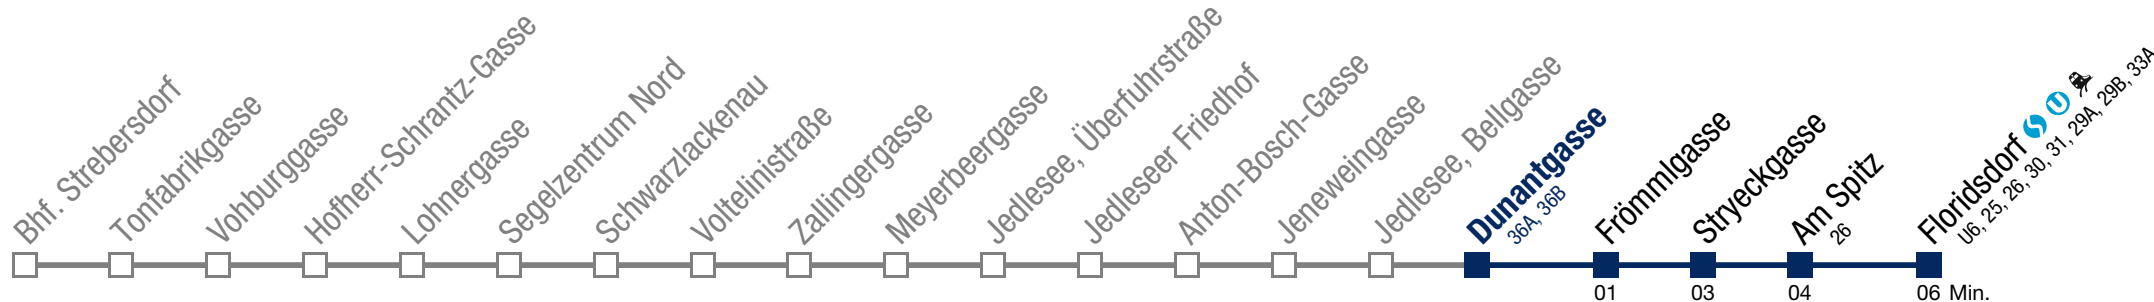 Bhf. Strebersdorf
Tonfabrikgasse
Vohburggasse
Hofherr-Schrantz-Gasse
Lohnergasse
Segelzentrum Nord
Schwarzlackenau
Voltelinistraße
Zallingergasse
Meyerbeergasse
Jedlesee, Überfuhrstraße
Jedleseer Friedhof
Anton-Bosch-Gasse
Jeneweingasse
Jedlesee, Bellgasse
Dunantgasse
36A, 36B
Frömmlgasse
Stryeckgasse
Am Spitz
26
Floridsdorf S U
U6, 25, 26, 30, 31, 29A, 29B, 33A
01 03 04 06 Min.